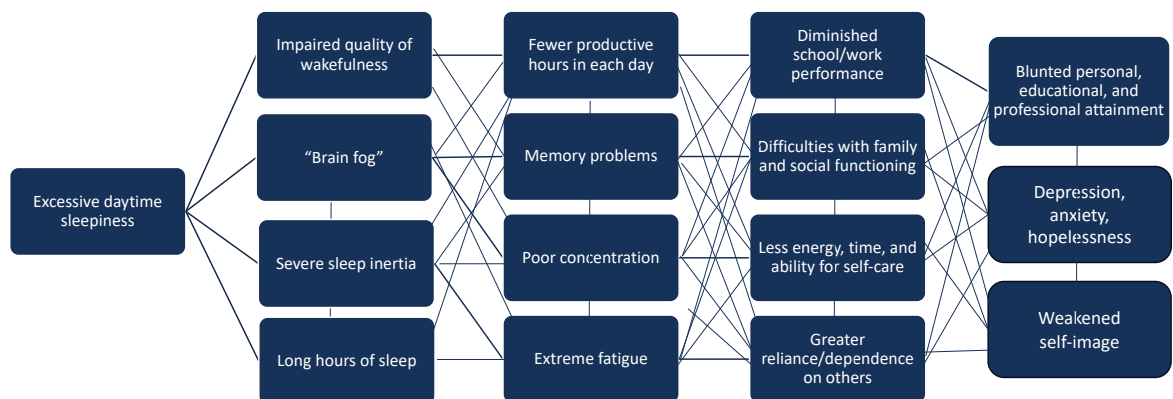 Excessive daytime
sleepiness
Impaired quality of
wakefulness
“Brain fog”
Severe sleep inertia
Long hours of sleep
Fewer productive
hours in each day
Memory problems
Poor concentration
Extreme fatigue
Diminished
school/work
performance
Difficulties with family
and social functioning
Less energy, time, and
ability for self-care
Greater
reliance/dependence
on others
Blunted personal,
educational, and
professional attainment
Depression,
anxiety,
hopelessness
Weakened
self-image